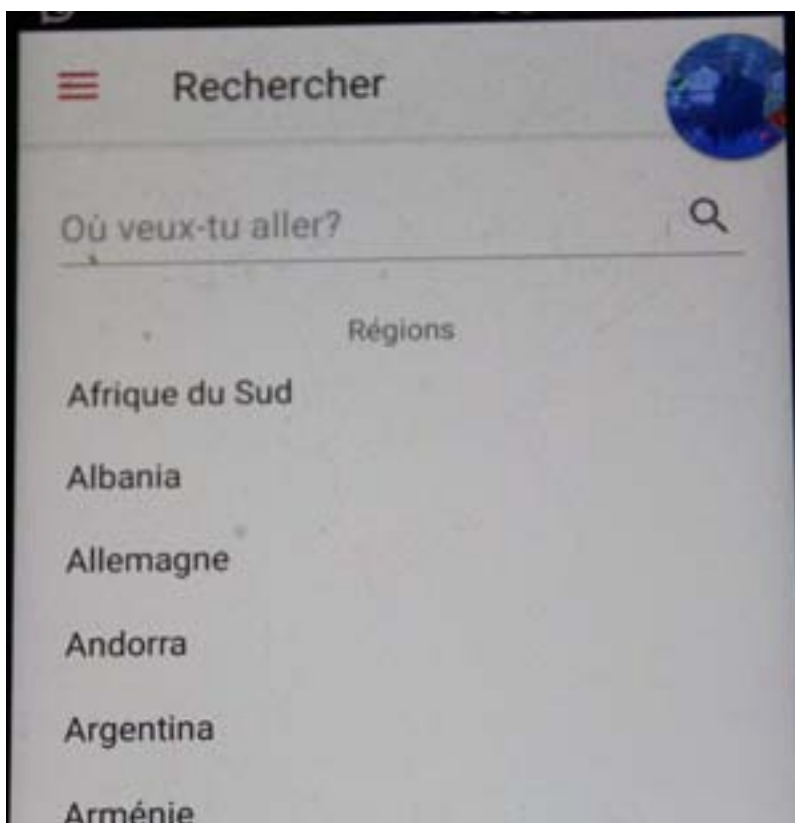 Rechercher
Où veux-tu aller?
Régions
Afrique du Sud
Albania
Allemagne
Andorra
Argentina
Arménie